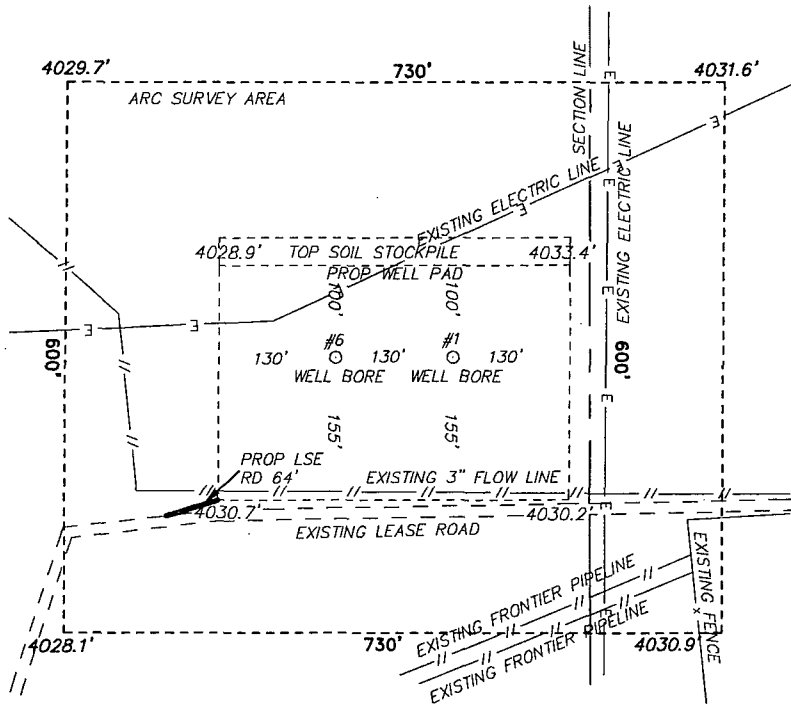 4029.7'
730'
4031.6'
ARC SURVEY AREA
SECTION LINE
E
E
EXISTING ELECTRIC LINE
E
EXISTING ELECTRIC LINE
E
E
E
4028.9'
TOP SOIL STOCKPILE
4033.4'
PROP WELL PAD
100'
100'
E
E
E
E
600'
#6
#1
130'
130'
130'
WELL BORE
WELL BORE
600'
E
155'
155'
PROP LSE
RD 64'
EXISTING 3" FLOW LINE
4030.7'
4030.2'
E
EXISTING LEASE ROAD
EXISTING FRONTIER PIPELINE
EXISTING FRONTIER PIPELINE
E
EXISTING FENCE
x
4028.1'
730'
4030.9'